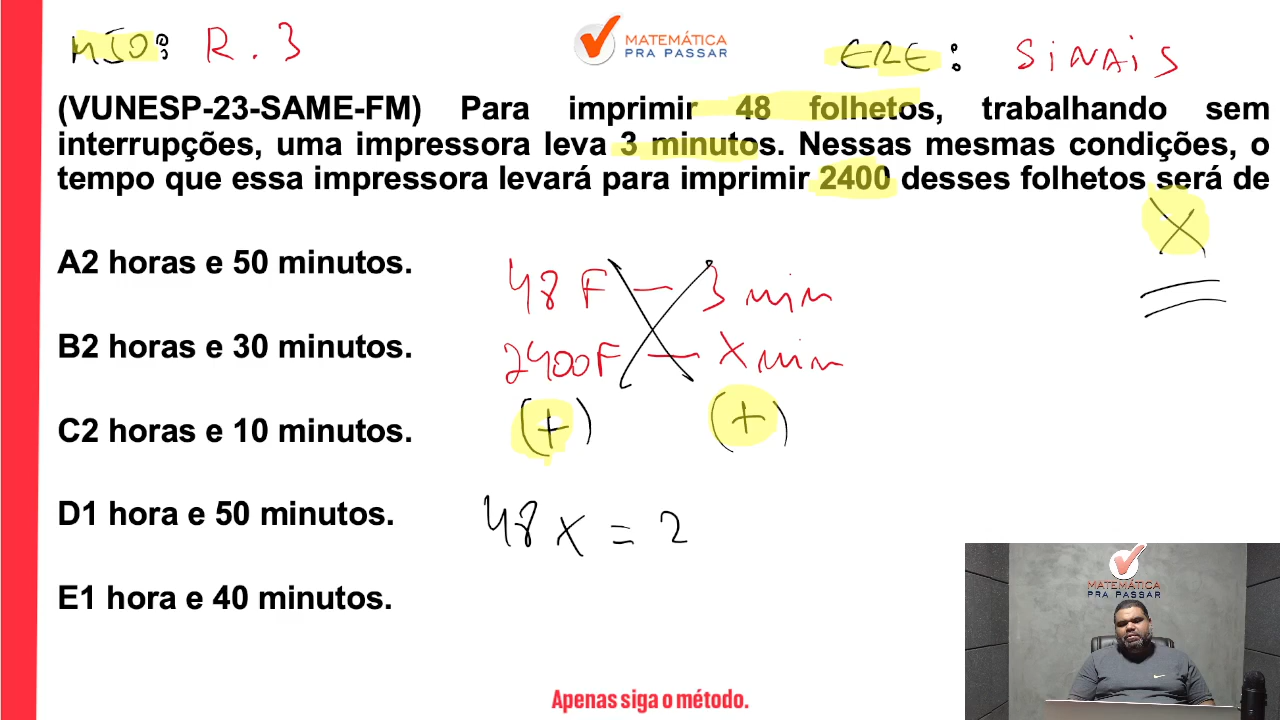 MJO: R.3
MATEMÁTICA
PRA PASSAR
ERE: SINAIS
(VUNESP-23-SAME-FM) Para imprimir 48 folhetos, trabalhando sem
interrupções, uma impressora leva 3 minutos. Nessas mesmas condições, o
tempo que essa impressora levará para imprimir 2400 desses folhetos será de
X
A2 horas e 50 minutos.
48 F — 3 min
B2 horas e 30 minutos.
2400F — X min
C2 horas e 10 minutos.
(+) (+)
D1 hora e 50 minutos.
48 X = 2
E1 hora e 40 minutos.
MATEMÁTICA
PRA PASSAR
Apenas siga o método.